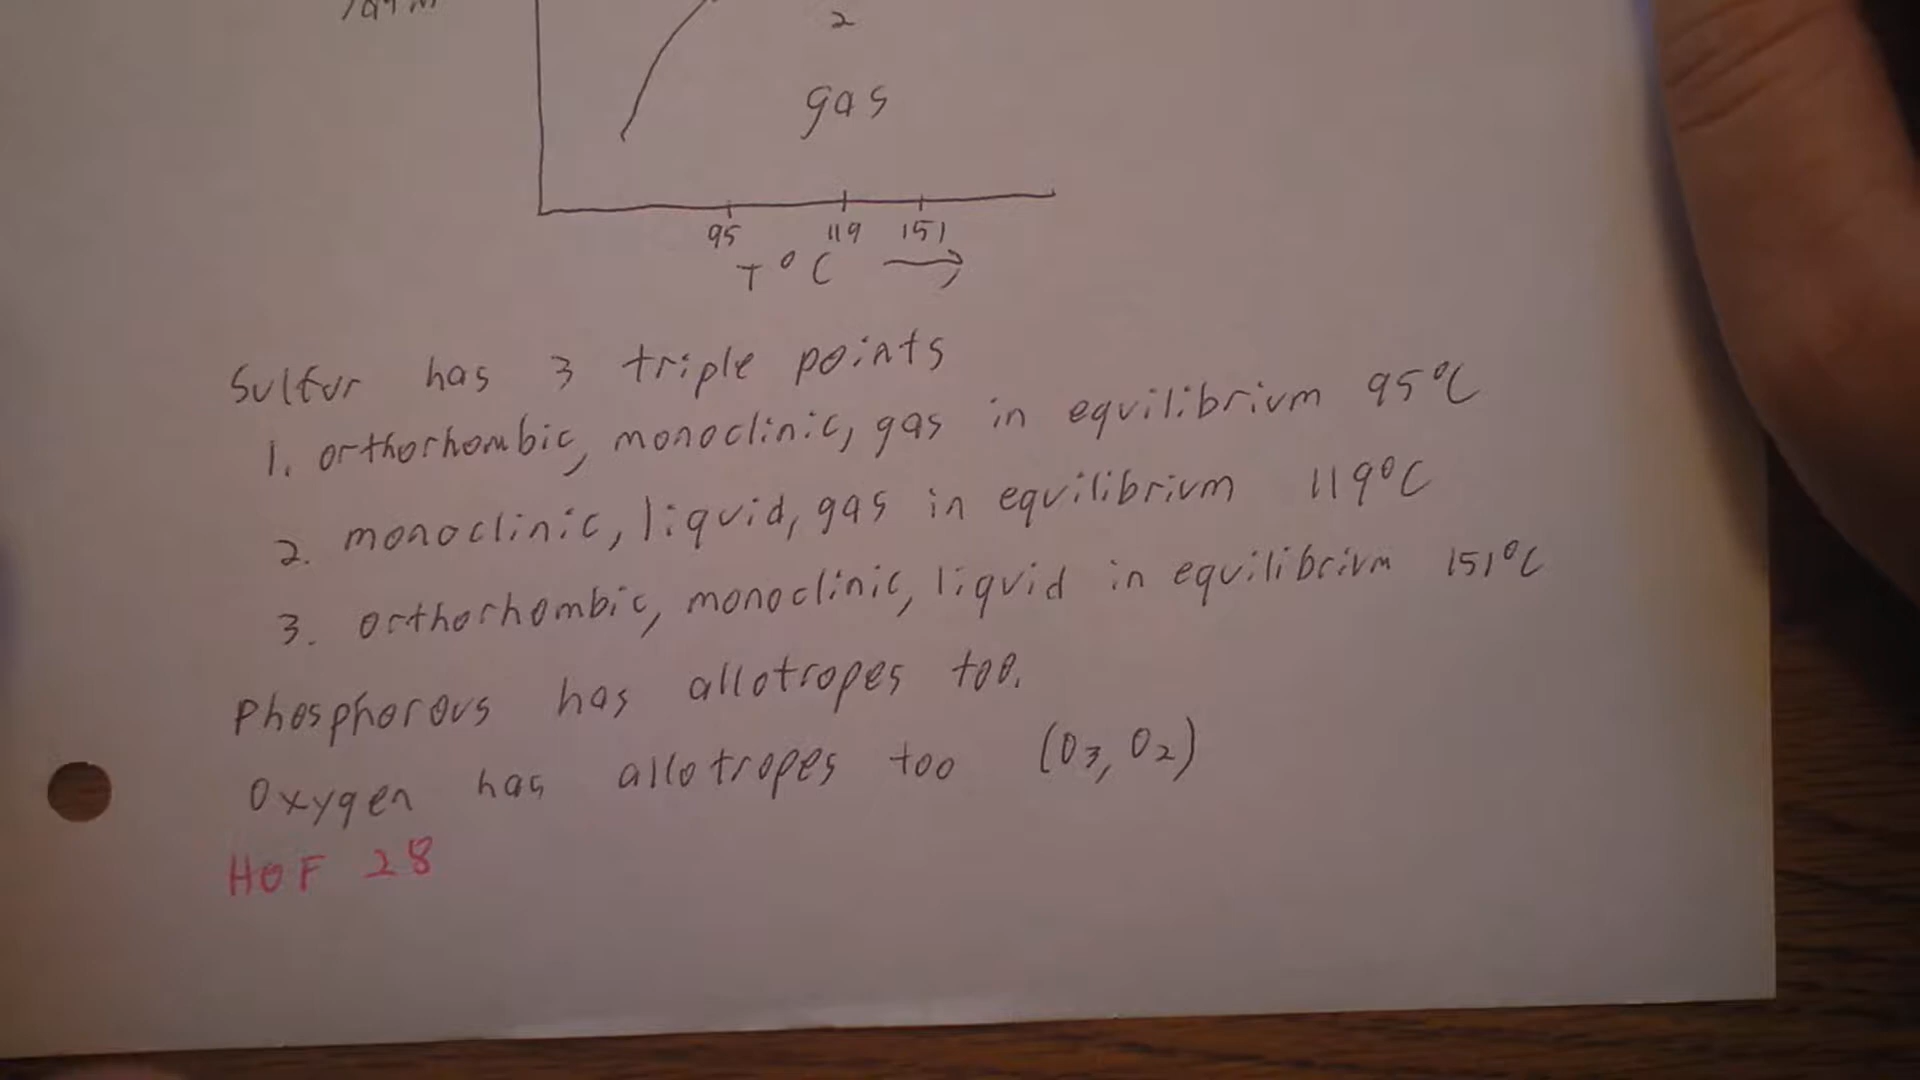 2
gas
95 119 151
T °C →
Sulfur has 3 triple points
1. orthorhombic, monoclinic, gas in equilibrium 95°C
2. monoclinic, liquid, gas in equilibrium 119°C
3. orthorhombic, monoclinic, liquid in equilibrium 151°C
Phosphorous has allotropes too.
Oxygen has allotropes too (O3, O2)
HOF 28